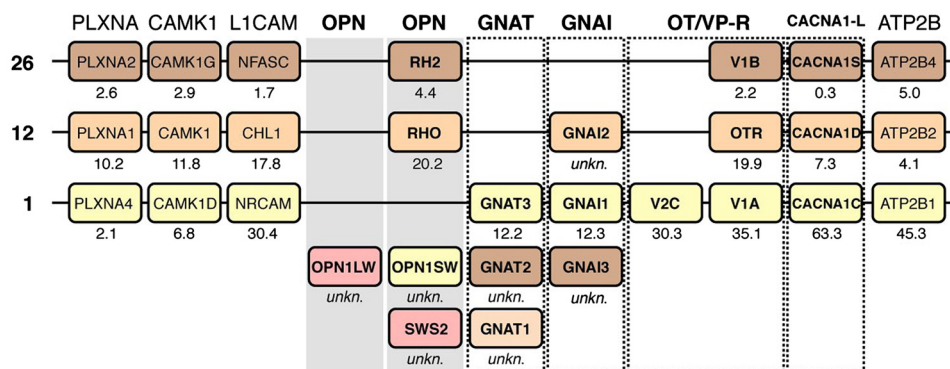 PLXNA CAMK1 L1CAM OPN OPN GNAT GNAI OT/VP-R CACNA1-L ATP2B
26 PLXNA2 CAMK1G NFASC RH2 V1B CACNA1S ATP2B4
2.6 2.9 1.7 4.4 2.2 0.3 5.0
12 PLXNA1 CAMK1 CHL1 RHO GNAI2 OTR CACNA1D ATP2B2
10.2 11.8 17.8 20.2 unkn. 19.9 7.3 4.1
1 PLXNA4 CAMK1D NRCAM GNAT3 GNAI1 V2C V1A CACNA1C ATP2B1
2.1 6.8 30.4 12.2 12.3 30.3 35.1 63.3 45.3
OPN1LW OPN1SW GNAT2 GNAI3
unkn. unkn. unkn. unkn.
SWS2 GNAT1
unkn. unkn.